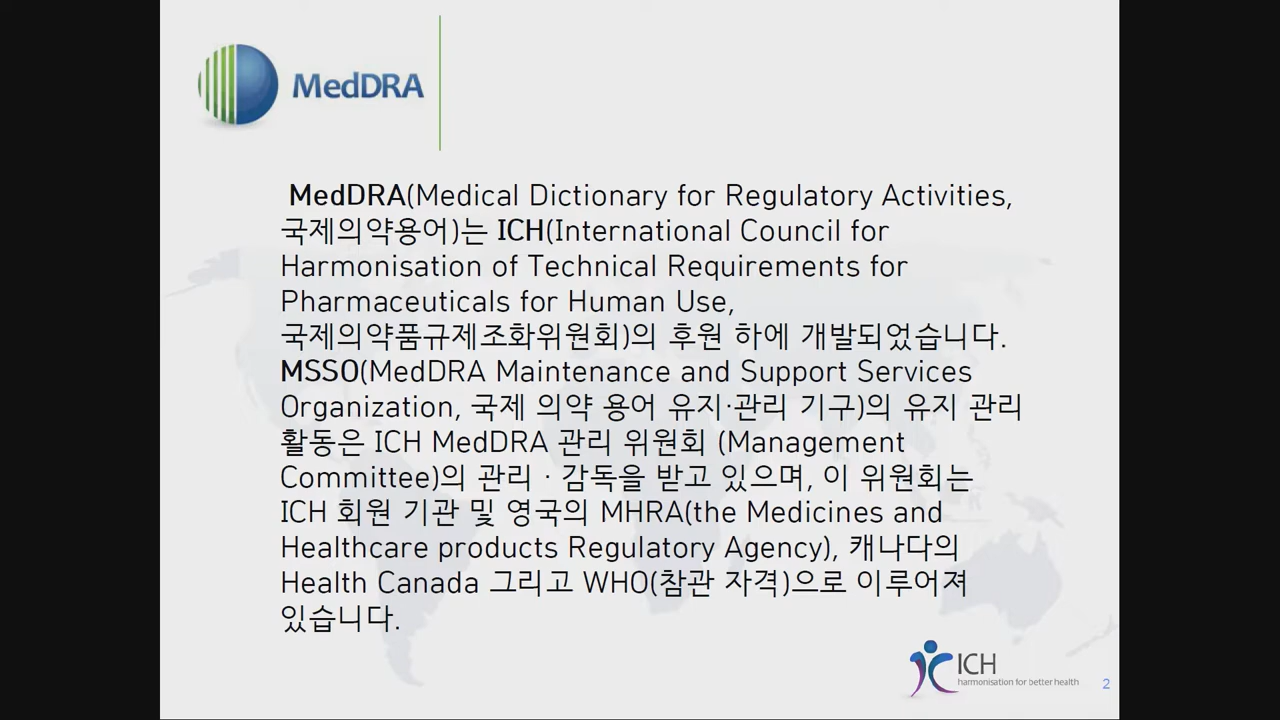 MedDRA
MedDRA(Medical Dictionary for Regulatory Activities,
국제의약용어)는 ICH(International Council for
Harmonisation of Technical Requirements for
Pharmaceuticals for Human Use,
국제의약품규제조화위원회)의 후원 하에 개발되었습니다.
MSSO(MedDRA Maintenance and Support Services
Organization, 국제 의약 용어 유지·관리 기구)의 유지 관리
활동은 ICH MedDRA 관리 위원회 (Management
Committee)의 관리 · 감독을 받고 있으며, 이 위원회는
ICH 회원 기관 및 영국의 MHRA(the Medicines and
Healthcare products Regulatory Agency), 캐나다의
Health Canada 그리고 WHO(참관 자격)으로 이루어져
있습니다.
ICH
harmonisation for better health
2